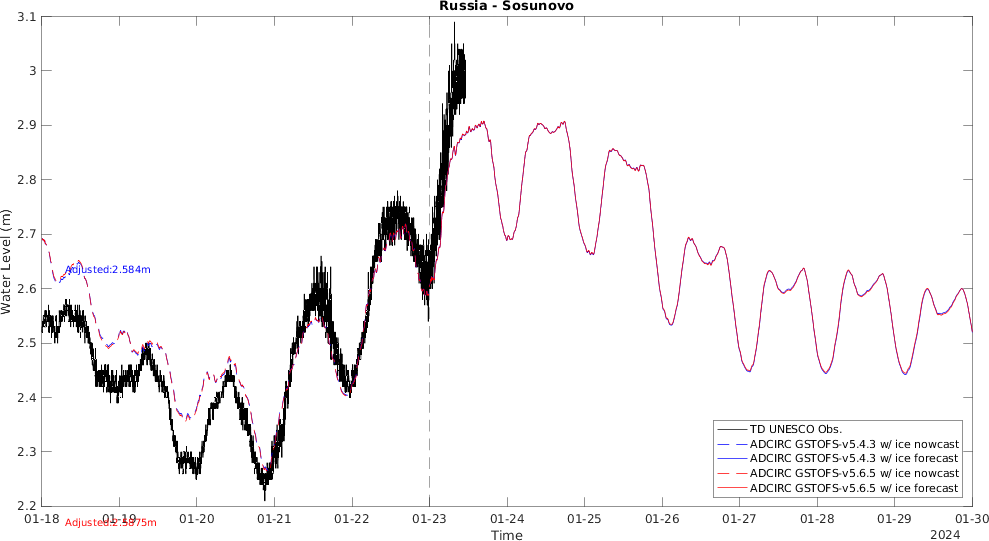 Russia - Sosunovo
3.1
3
2.9
2.8
2.7
2.6
2.5
2.4
2.3
2.2
Water Level (m)
Adjusted:2.584m
Adjusted:2.5875m
TD UNESCO Obs.
ADCIRC GSTOFS-v5.4.3 w/ ice nowcast
ADCIRC GSTOFS-v5.4.3 w/ ice forecast
ADCIRC GSTOFS-v5.6.5 w/ ice nowcast
ADCIRC GSTOFS-v5.6.5 w/ ice forecast
01-18 01-19 01-20 01-21 01-22 01-23 01-24 01-25 01-26 01-27 01-28 01-29 01-30
Time
2024